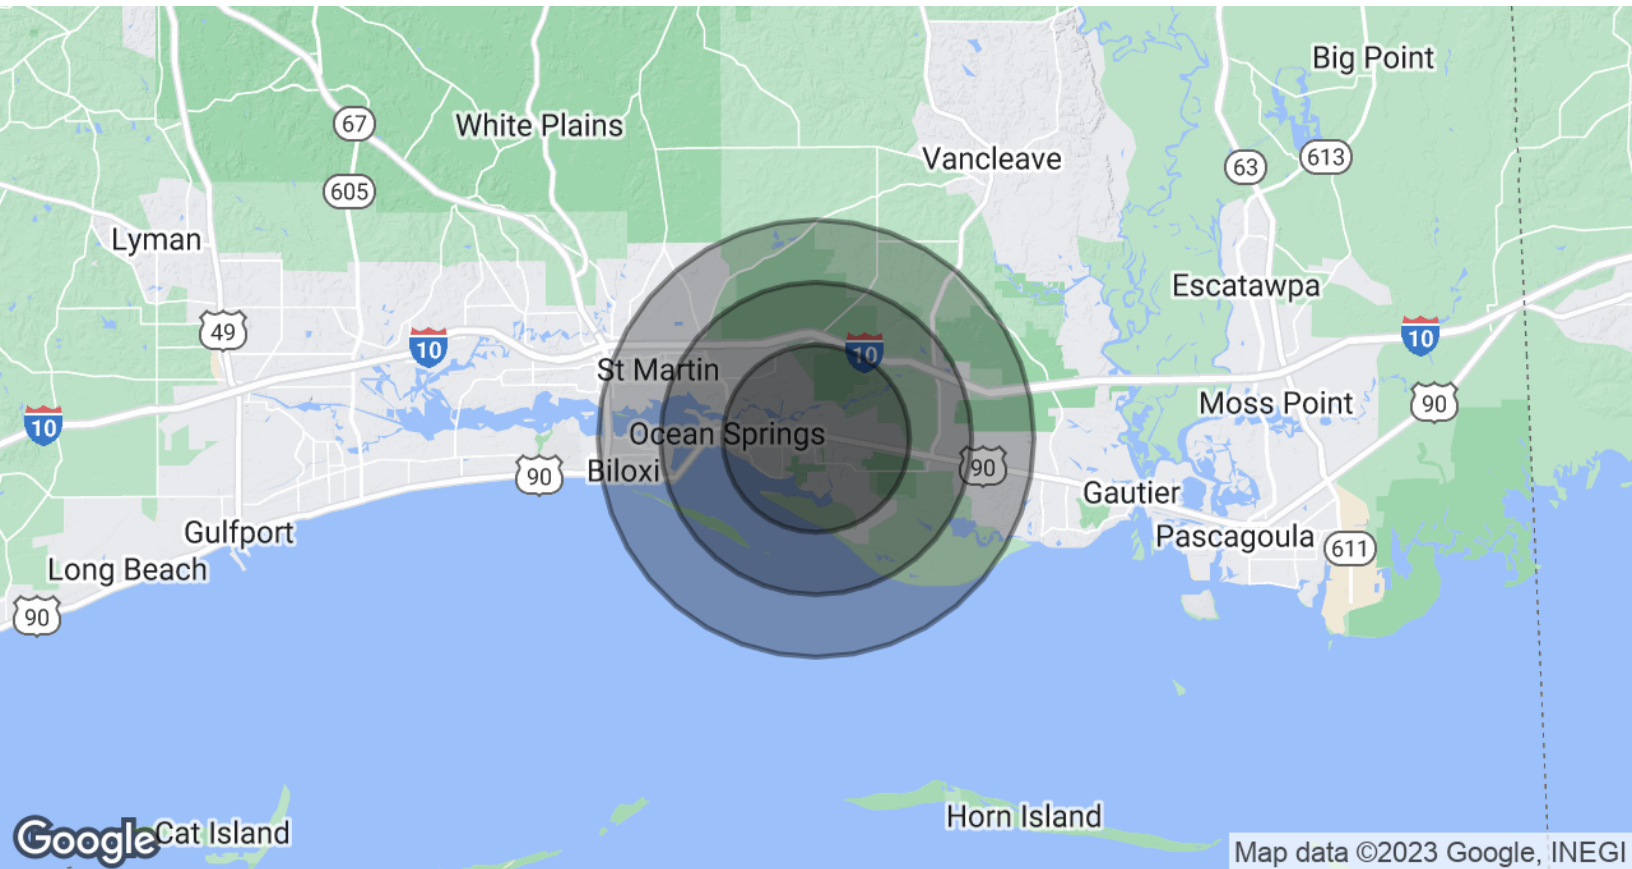 Big Point
67
White Plains
Vancleave
63
613
605
Lyman
Escatawpa
49
10
10
10
St Martin
90
Moss Point
10
Ocean Springs
90
Biloxi
90
Gautier
Gulfport
Pascagoula
611
Long Beach
90
Horn Island
Google
Cat Island
Map data ©2023 Google, INEGI